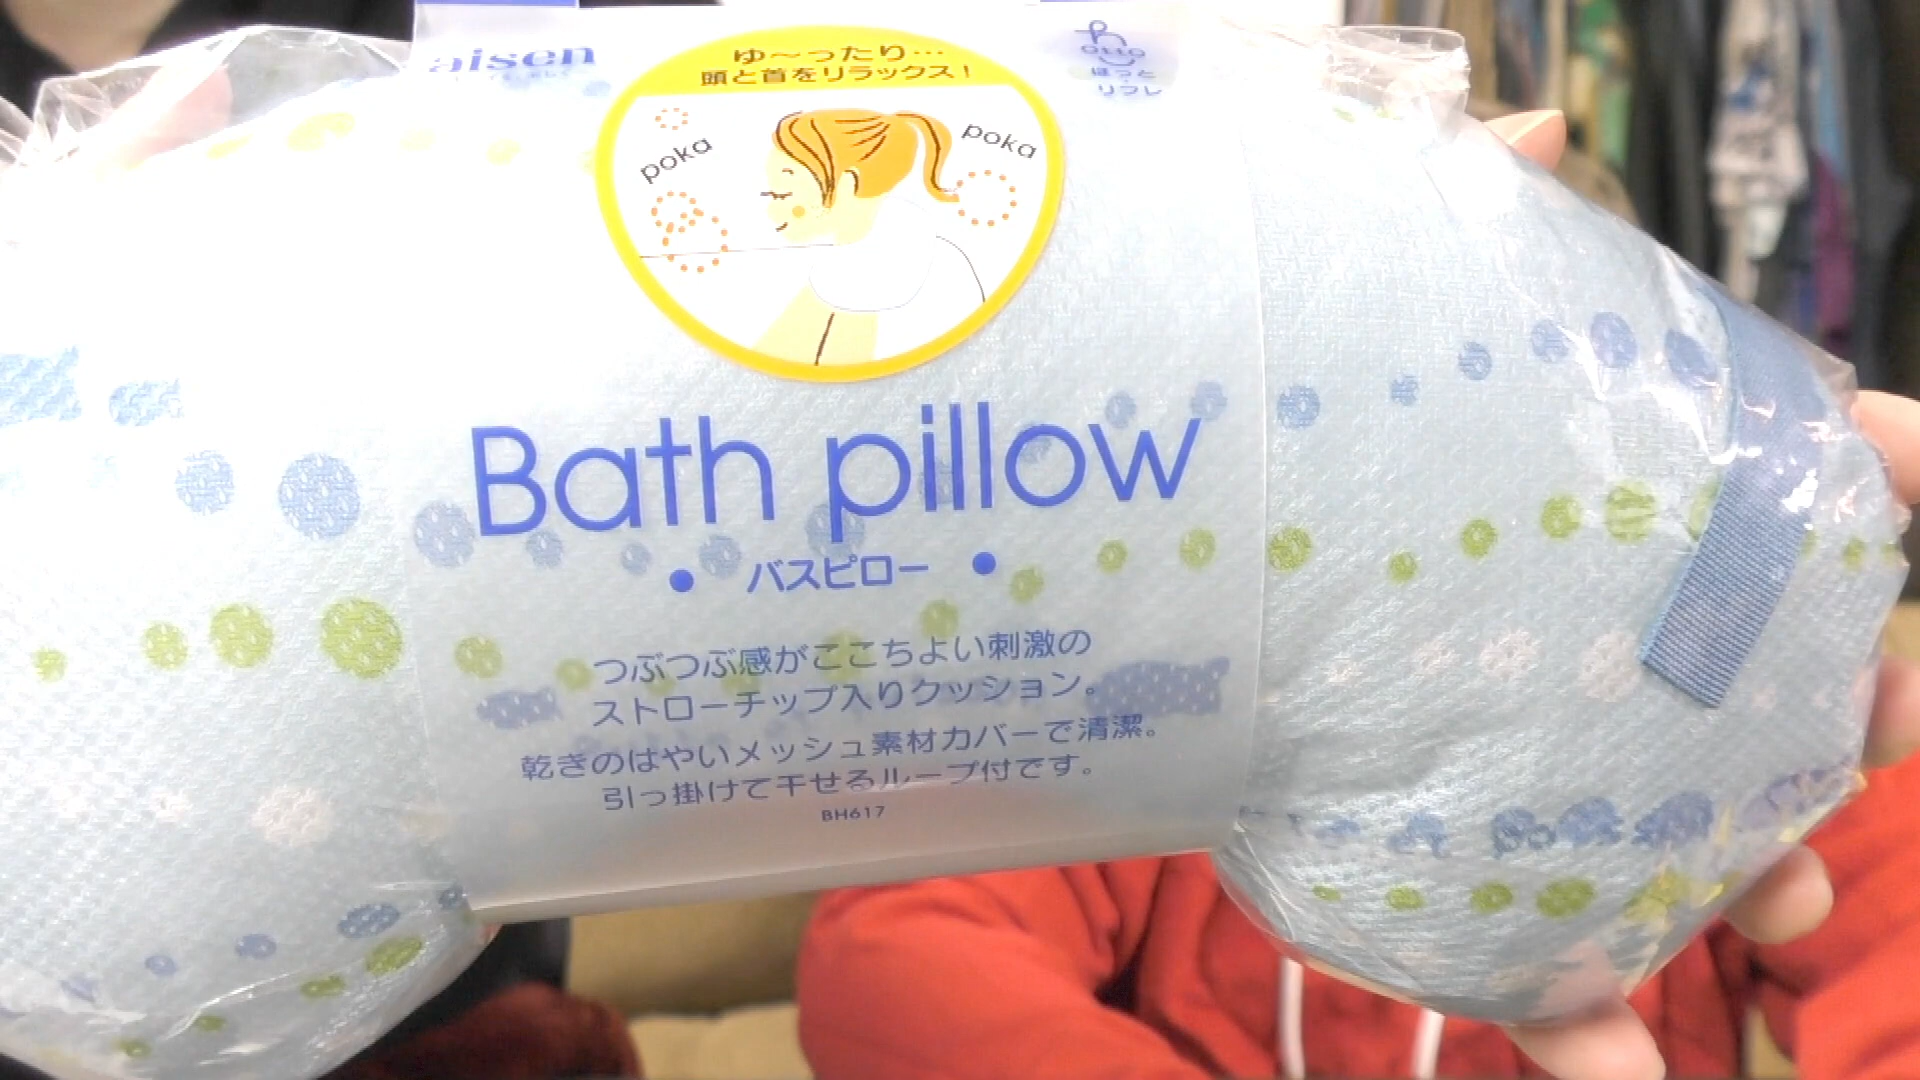 aisen
ゆ〜ったり…
頭と首をリラックス!
Hotto
ほっと
リフレ
poka
poka
Bath pillow
• バスピロー •
つぶつぶ感がここちよい刺激の
ストローチップ入りクッション。
乾きのはやいメッシュ素材カバーで清潔。
引っ掛けて干せるループ付です。
BH617